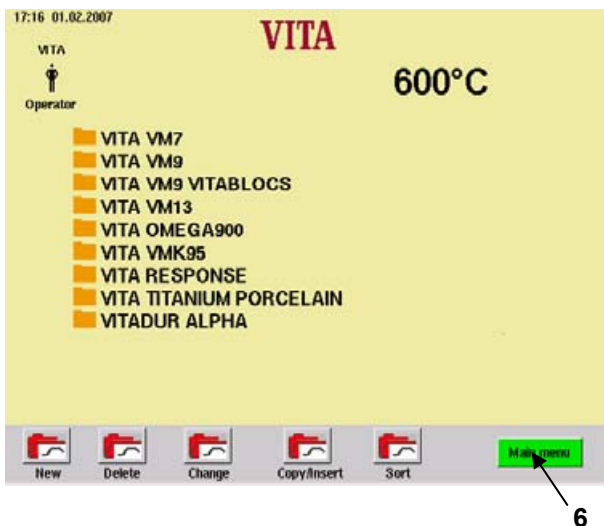 17:16 01.02.2007
VITA
VITA
Operator
600°C
VITA VM7
VITA VM9
VITA VM9 VITABLOCS
VITA VM13
VITA OMEGA900
VITA VMK95
VITA RESPONSE
VITA TITANIUM PORCELAIN
VITADUR ALPHA
New Delete Change Copy/Insert Sort Main menu
6